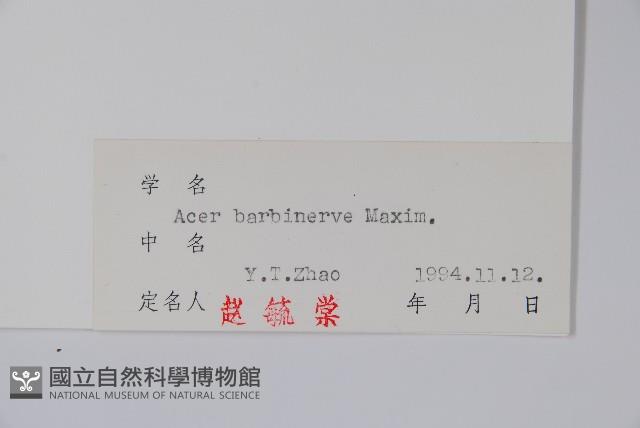 学 名
Acer barbinerve Maxim.
中 名
Y.T.Zhao 1994.11.12.
定名人 赵毓棠 年 月 日
國立自然科學博物館
NATIONAL MUSEUM OF NATURAL SCIENCE